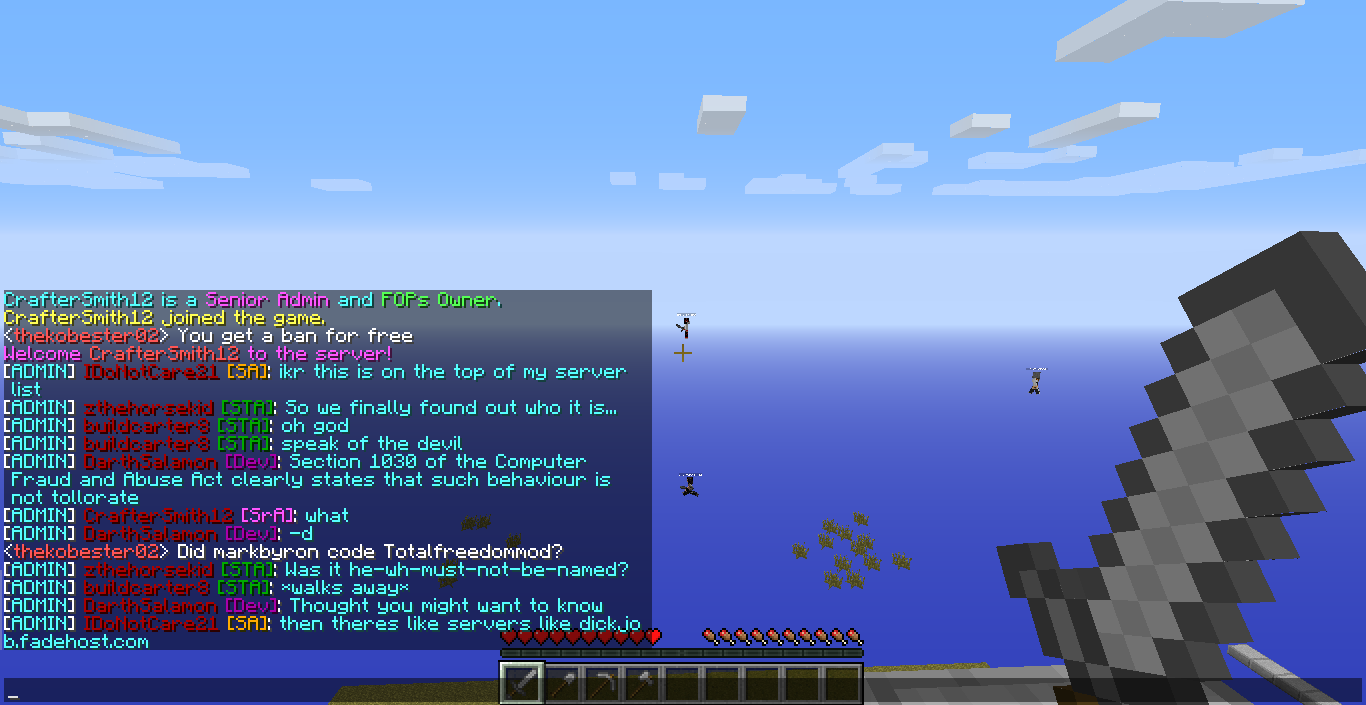 Crafter5mith12 is a Senior Admin and FOPs Owner.
Crafter5mith12 joined the game.
<thekobester02> You get a ban for free
Welcome Crafter5mith12 to the server!
[ADMIN] IDoNotCare21 [SA]: ikr this is on the top of my server
list
[ADMIN] zthehorsekid [STA]: So we finally found out who it is...
[ADMIN] buildcarter8 [STA]: oh god
[ADMIN] buildcarter8 [STA]: speak of the devil
[ADMIN] DarthSalamon [Dev]: Section 1030 of the Computer
Fraud and Abuse Act clearly states that such behaviour is
not tollorate
[ADMIN] Crafter5mith12 [SrA]: what
[ADMIN] DarthSalamon [Dev]: -d
<thekobester02> Did markbyron code Totalfreedommod?
[ADMIN] zthehorsekid [STA]: Was it he-wh-must-not-be-named?
[ADMIN] buildcarter8 [STA]: *walks away*
[ADMIN] DarthSalamon [Dev]: Thought you might want to know
[ADMIN] IDoNotCare21 [SA]: then theres like servers like dickjo
b.fadehost.com
_